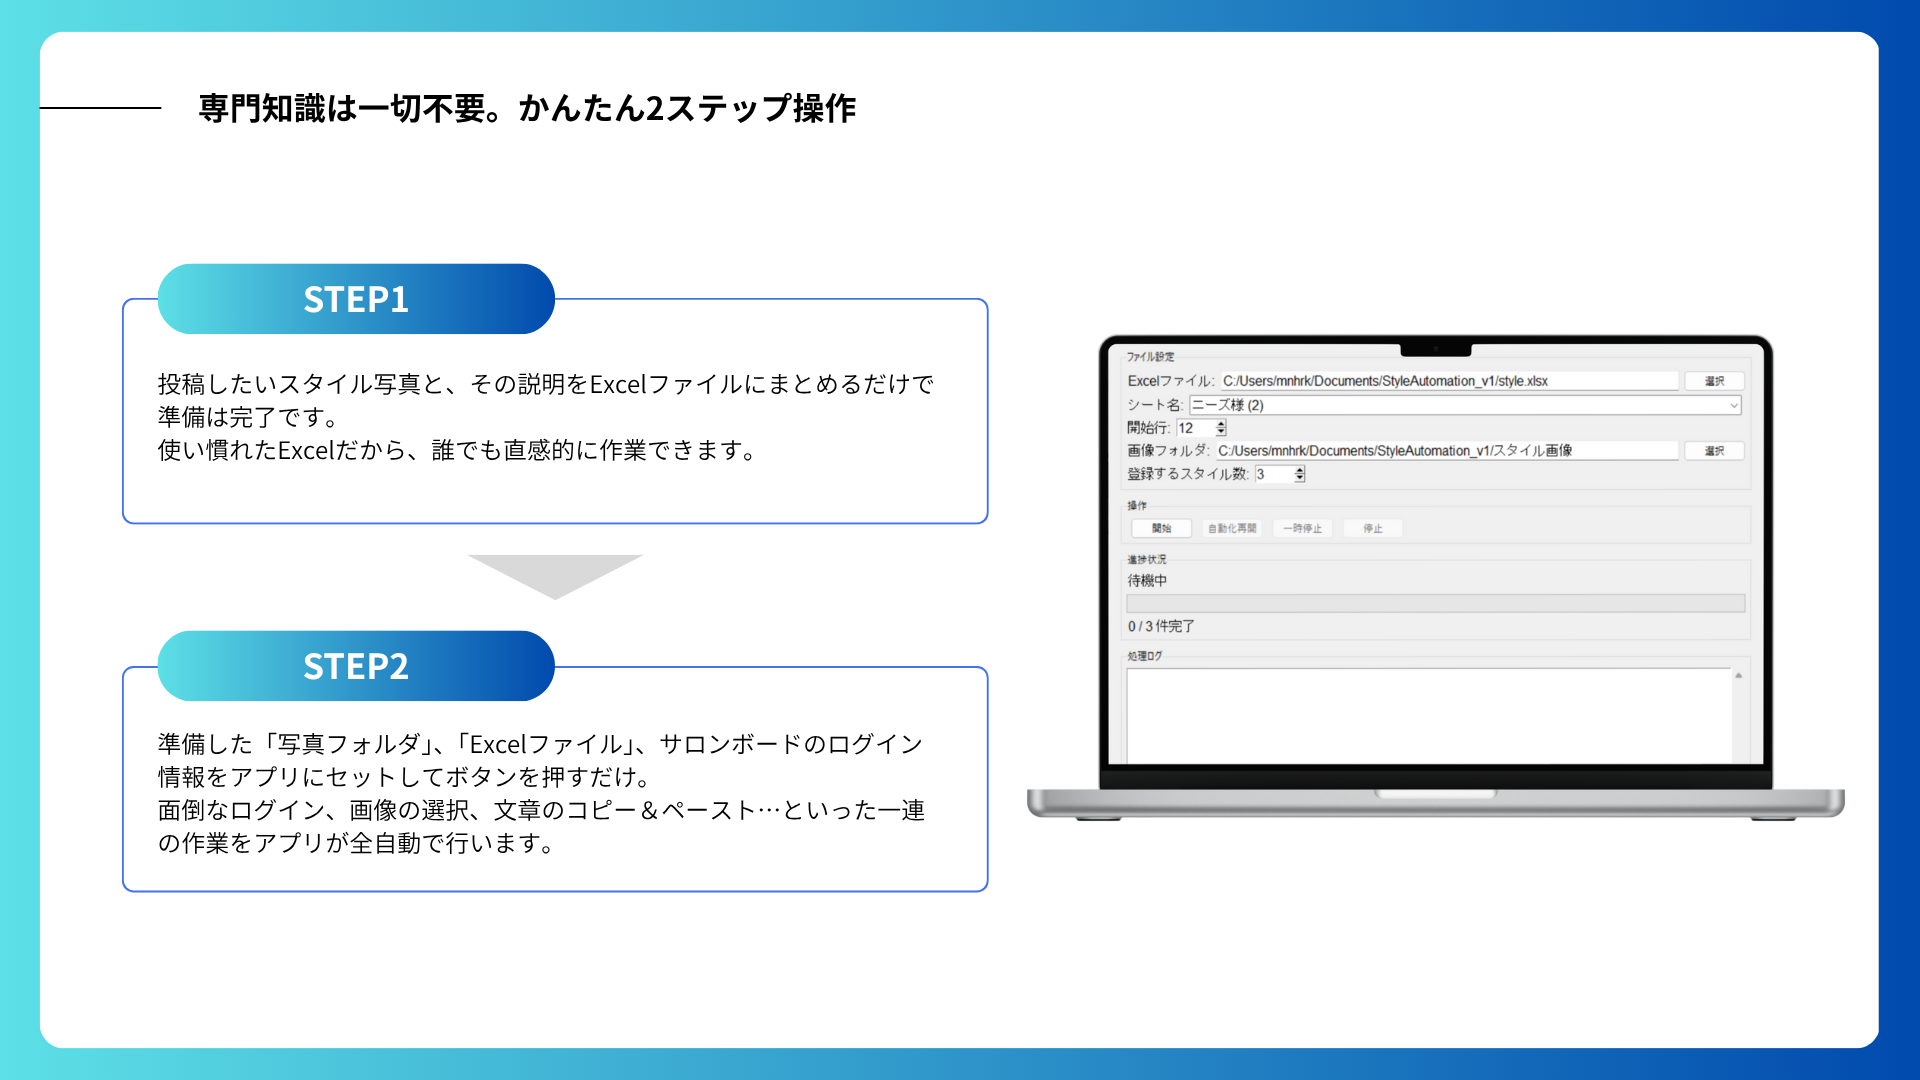 専門知識は一切不要。かんたん2ステップ操作
STEP1
投稿したいスタイル写真と、その説明をExcelファイルにまとめるだけで
準備は完了です。
使い慣れたExcelだから、誰でも直感的に作業できます。
STEP2
準備した「写真フォルダ」、「Excelファイル」、サロンボードのログイン
情報をアプリにセットしてボタンを押すだけ。
面倒なログイン、画像の選択、文章のコピー＆ペースト…といった一連
の作業をアプリが全自動で行います。
ファイル設定
Excelファイル: C:/Users/mnhrk/Documents/StyleAutomation_v1/style.xlsx 選択
シート名: ニーズ様 (2)
開始行: 12
画像フォルダ: C:/Users/mnhrk/Documents/StyleAutomation_v1/スタイル画像 選択
登録するスタイル数: 3
操作
開始 自動化再開 一時停止 停止
進捗状況
待機中
0 / 3 件完了
処理ログ